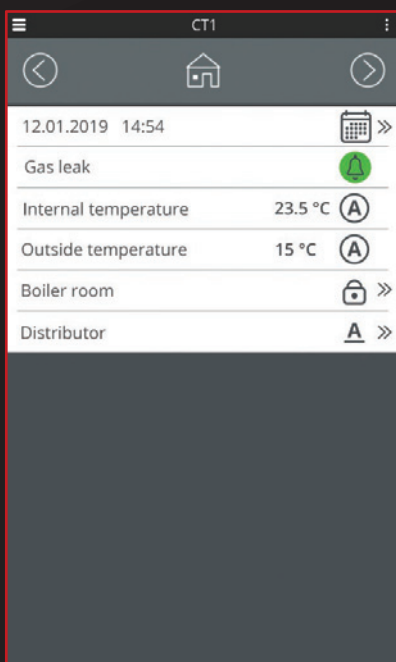 CT1
12.01.2019 14:54
Gas leak
Internal temperature 23.5 °C A
Outside temperature 15 °C A
Boiler room
Distributor A